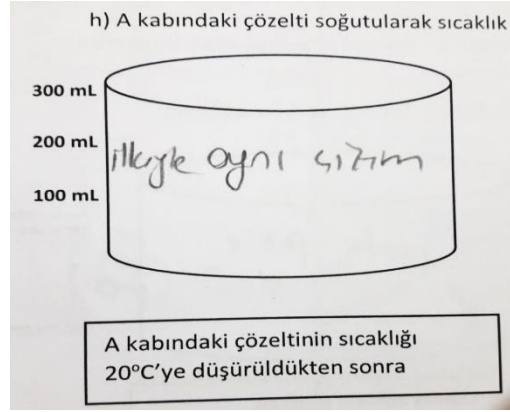 h) A kabındaki çözelti soğutularak sıcaklık
300 mL
200 mL
100 mL
ilkiyle aynı çizim
A kabındaki çözeltinin sıcaklığı
20°C'ye düşürüldükten sonra